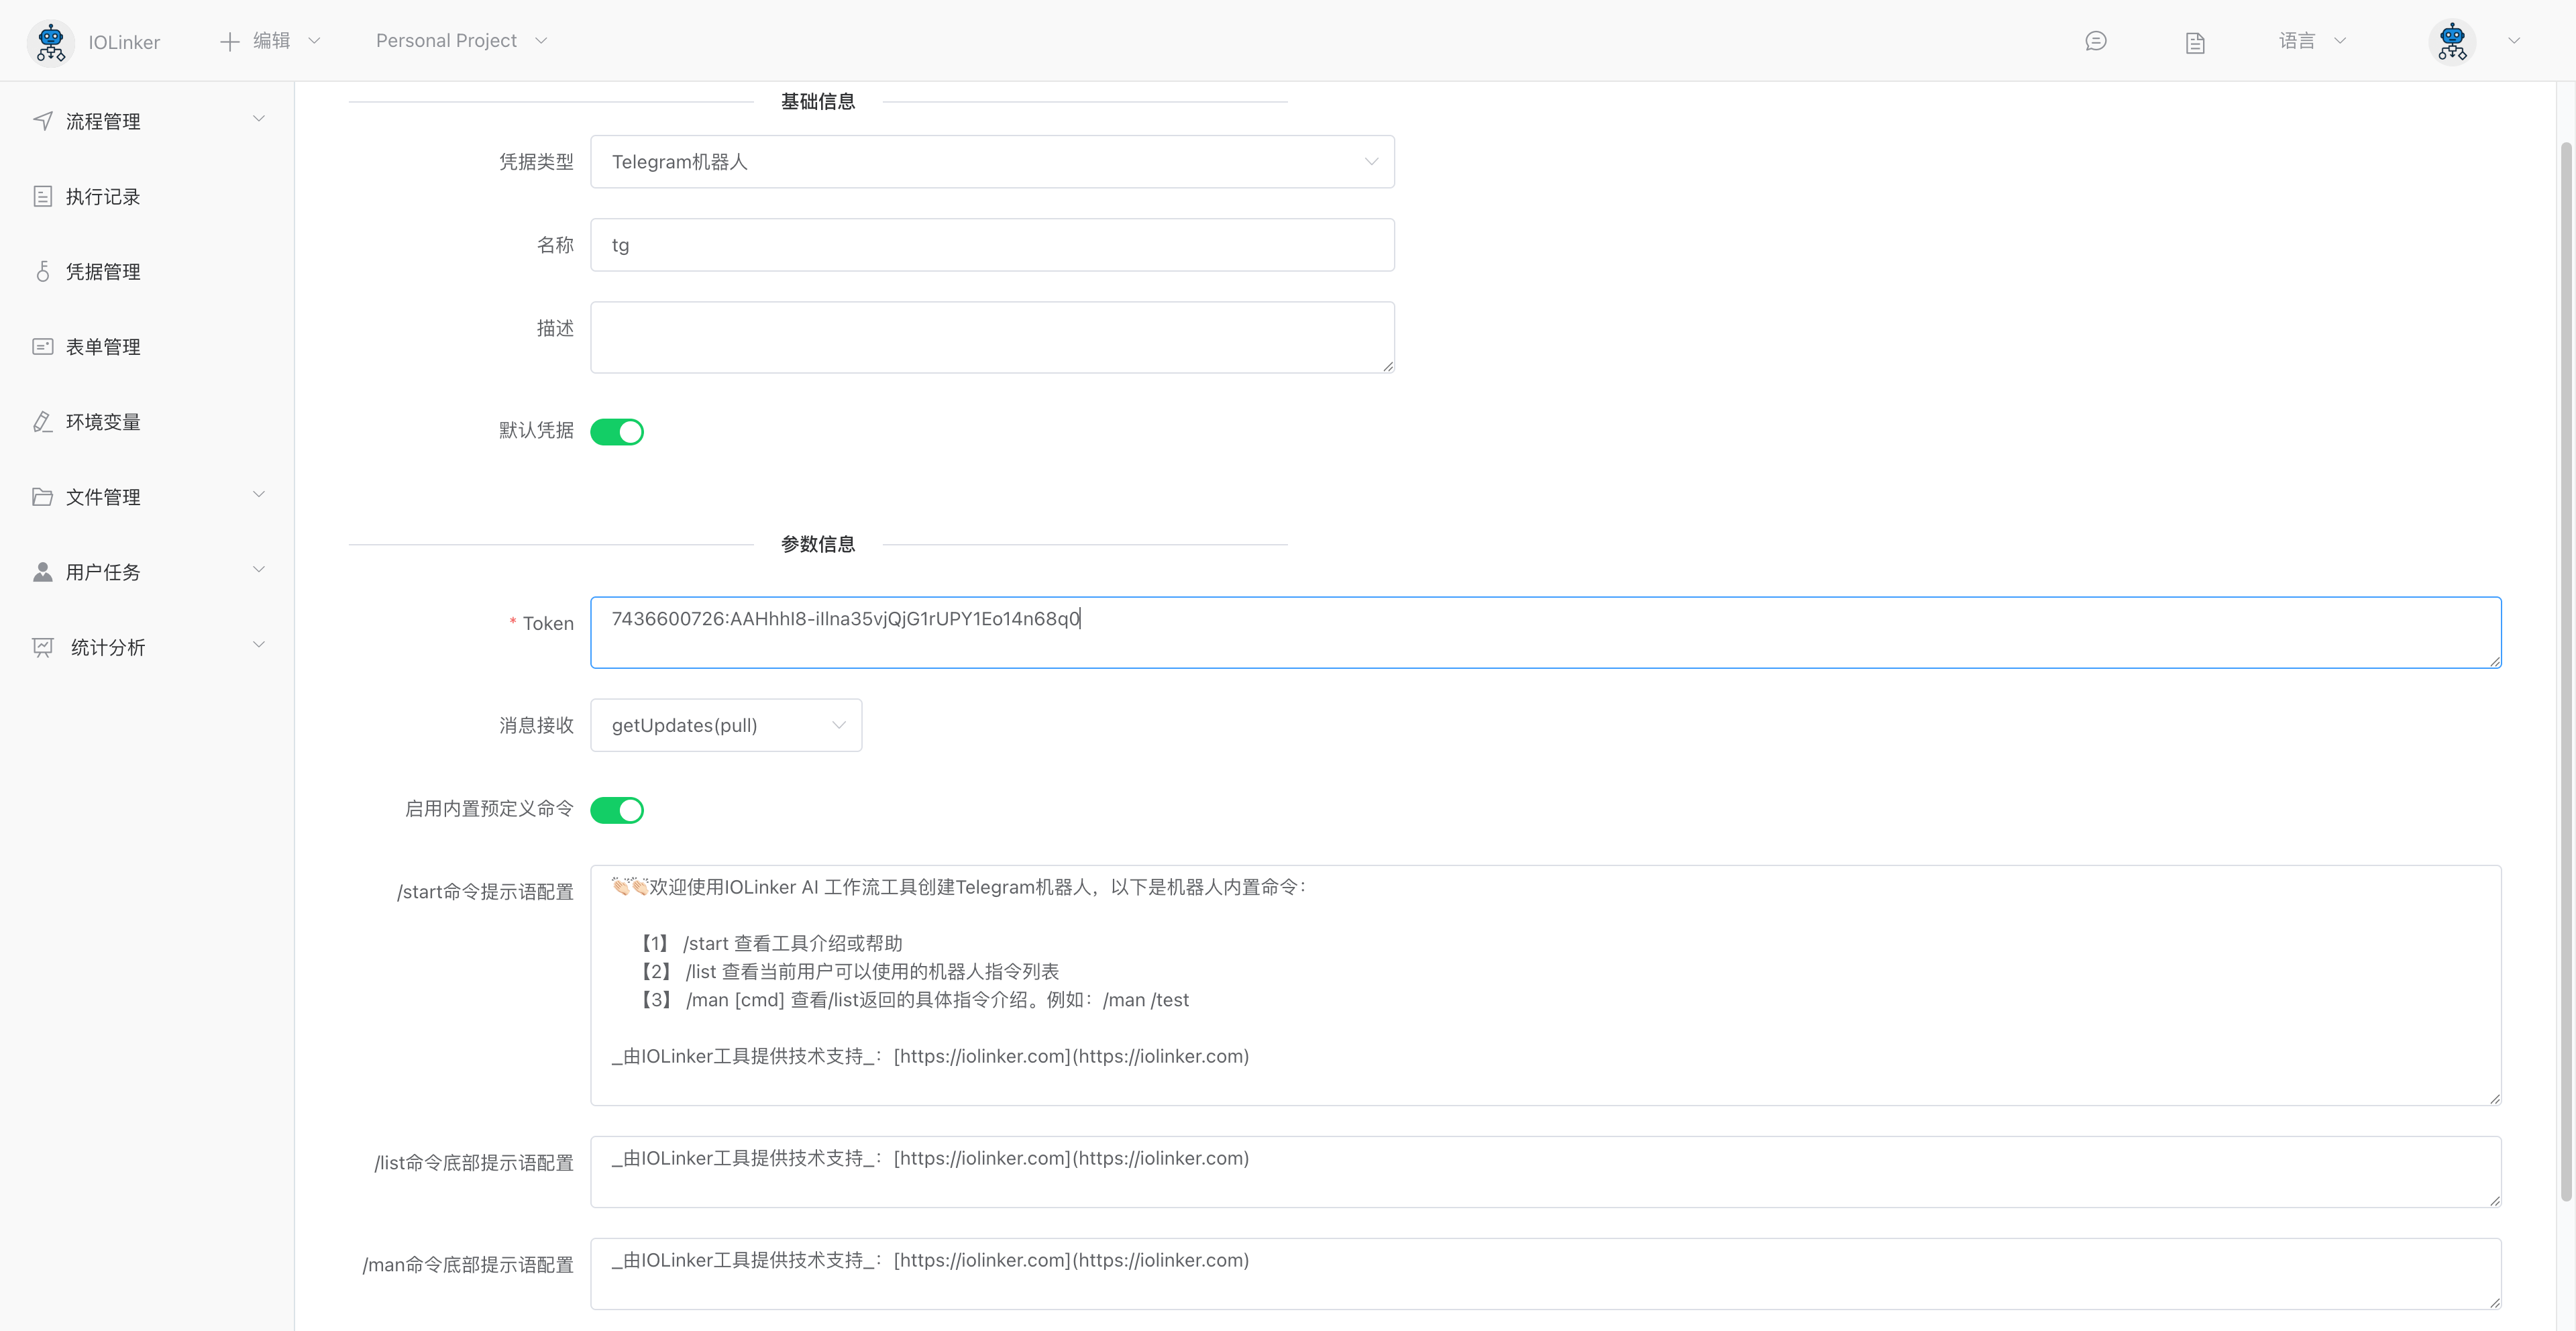 IOLinker
编辑
Personal Project
语言
流程管理
执行记录
凭据管理
表单管理
环境变量
文件管理
用户任务
统计分析
基础信息
凭据类型
Telegram机器人
名称
tg
描述
默认凭据
参数信息
* Token
7436600726:AAHhhI8-illna35vjQjG1rUPY1Eo14n68q0
消息接收
getUpdates(pull)
启用内置预定义命令
/start命令提示语配置
👏🏻👏🏻欢迎使用IOLinker AI 工作流工具创建Telegram机器人，以下是机器人内置命令：
【1】 /start 查看工具介绍或帮助
【2】 /list 查看当前用户可以使用的机器人指令列表
【3】 /man [cmd] 查看/list返回的具体指令介绍。例如：/man /test
_由IOLinker工具提供技术支持_：[https://iolinker.com](https://iolinker.com)
/list命令底部提示语配置
_由IOLinker工具提供技术支持_：[https://iolinker.com](https://iolinker.com)
/man命令底部提示语配置
_由IOLinker工具提供技术支持_：[https://iolinker.com](https://iolinker.com)